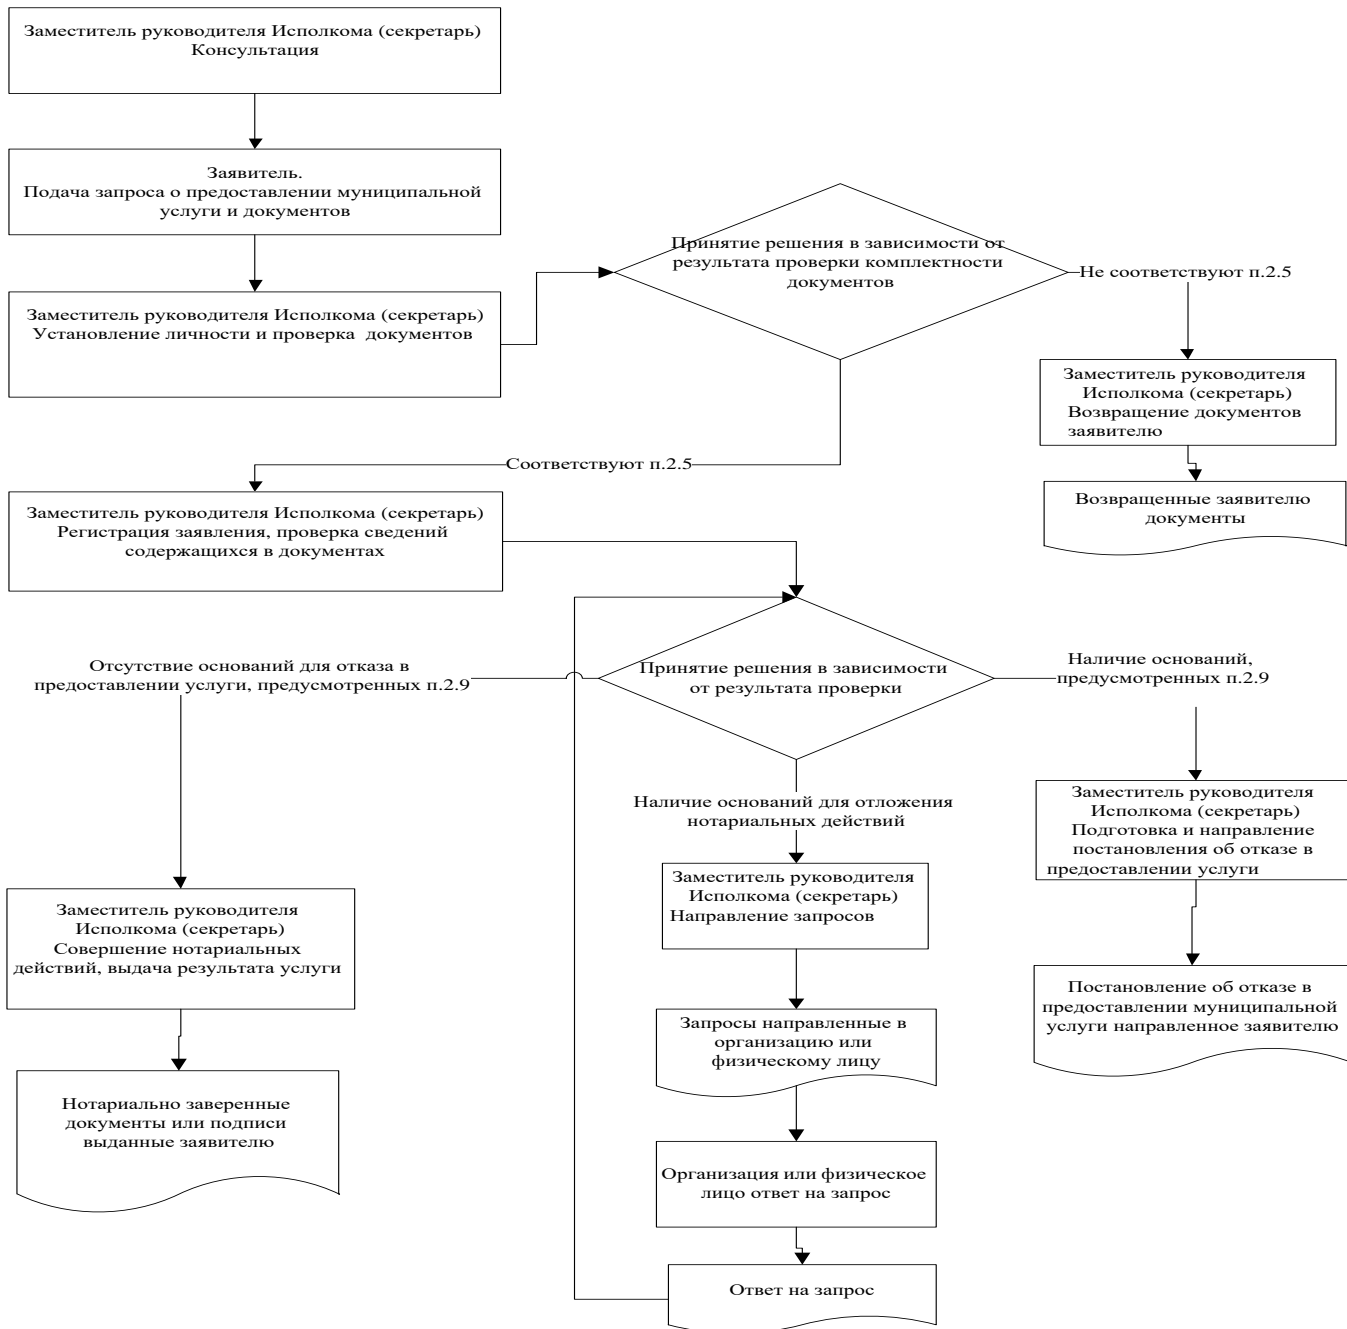 Заместитель руководителя Исполкома (секретарь)
Консультация
Заявитель.
Подача запроса о предоставлении муниципальной
услуги и документов
Заместитель руководителя Исполкома (секретарь)
Установление личности и проверка документов
Принятие решения в зависимости от
результата проверки комплектности
документов
Не соответствуют п.2.5
Заместитель руководителя
Исполкома (секретарь)
Возвращение документов
заявителю
Возвращенные заявителю
документы
Соответствуют п.2.5
Заместитель руководителя Исполкома (секретарь)
Регистрация заявления, проверка сведений
содержащихся в документах
Принятие решения в зависимости
от результата проверки
Отсутствие оснований для отказа в
предоставлении услуги, предусмотренных п.2.9
Наличие оснований,
предусмотренных п.2.9
Наличие оснований для отложения
нотариальных действий
Заместитель руководителя
Исполкома (секретарь)
Совершение нотариальных
действий, выдача результата услуги
Нотариально заверенные
документы или подписи
выданные заявителю
Заместитель руководителя
Исполкома (секретарь)
Направление запросов
Запросы направленные в
организацию или
физическому лицу
Организация или физическое
лицо ответ на запрос
Ответ на запрос
Заместитель руководителя
Исполкома (секретарь)
Подготовка и направление
постановления об отказе в
предоставлении услуги
Постановление об отказе в
предоставлении муниципальной
услуги направленное заявителю